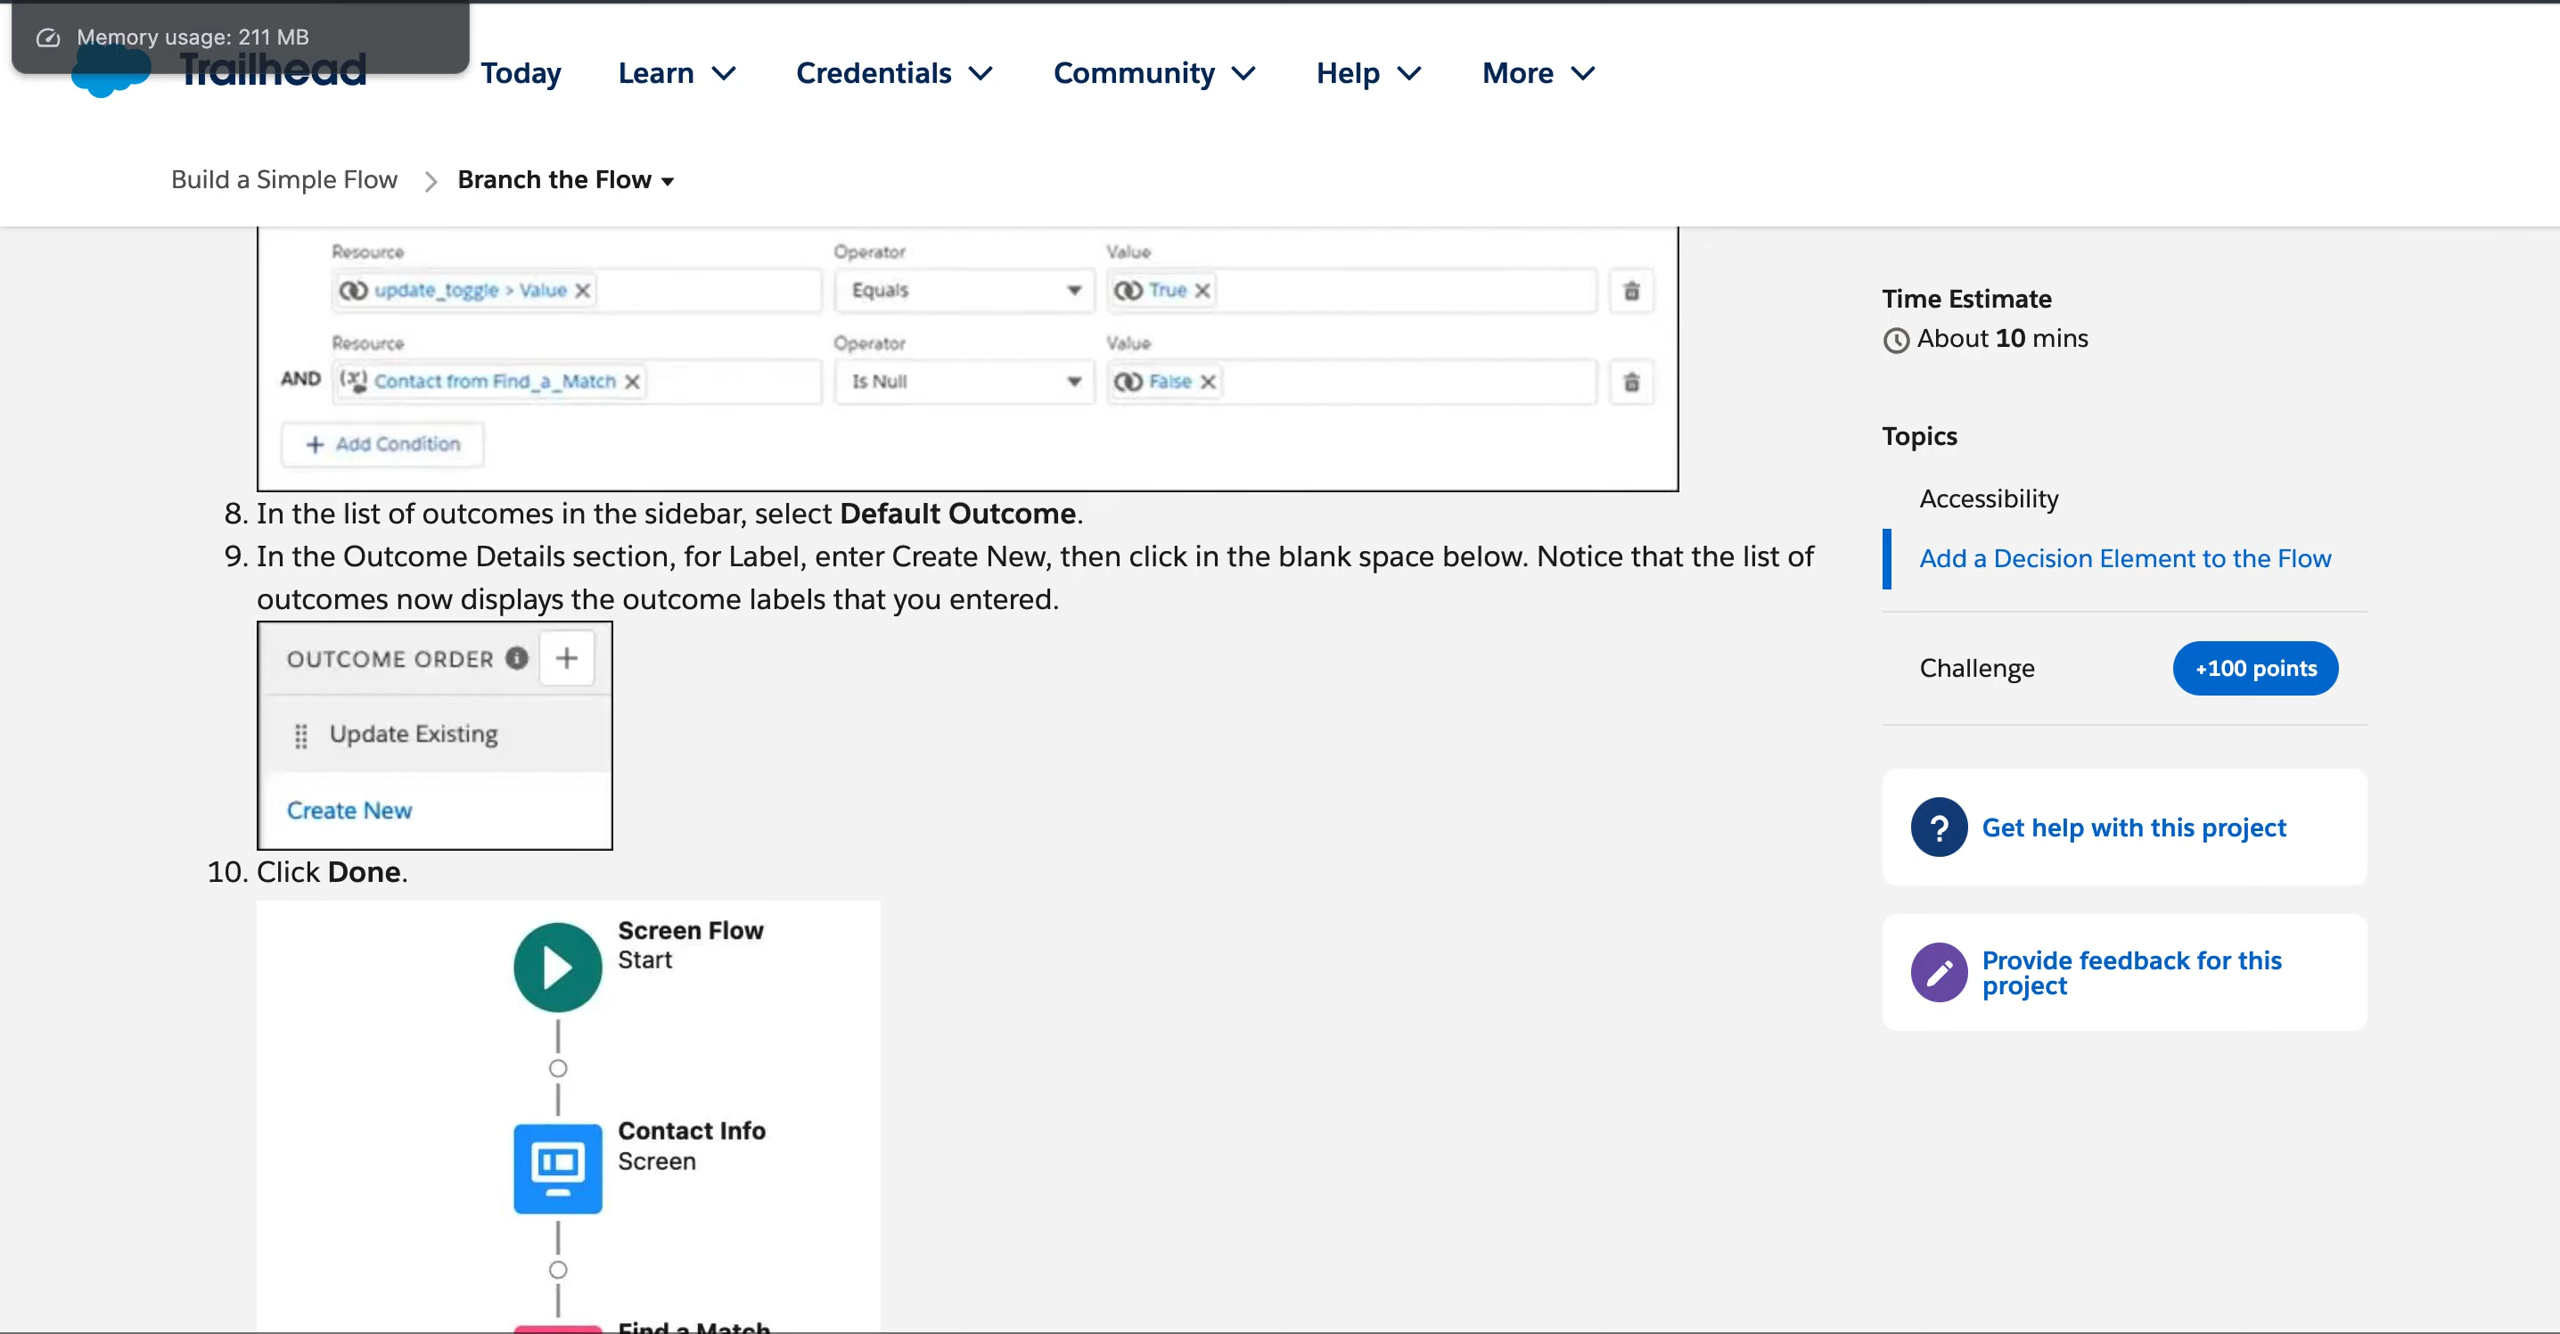 Memory usage: 211 MB
Trailhead
Today Learn Credentials Community Help More
Build a Simple Flow Branch the Flow
Resource Operator Value
update_toggle > Value Equals True
Resource Operator Value
AND Contact from Find_a_Match Is Null False
+ Add Condition
8. In the list of outcomes in the sidebar, select Default Outcome.
9. In the Outcome Details section, for Label, enter Create New, then click in the blank space below. Notice that the list of
outcomes now displays the outcome labels that you entered.
OUTCOME ORDER
Update Existing
Create New
10. Click Done.
Screen Flow
Start
Contact Info
Screen
Find a Match
Time Estimate
About 10 mins
Topics
Accessibility
Add a Decision Element to the Flow
Challenge +100 points
Get help with this project
Provide feedback for this
project